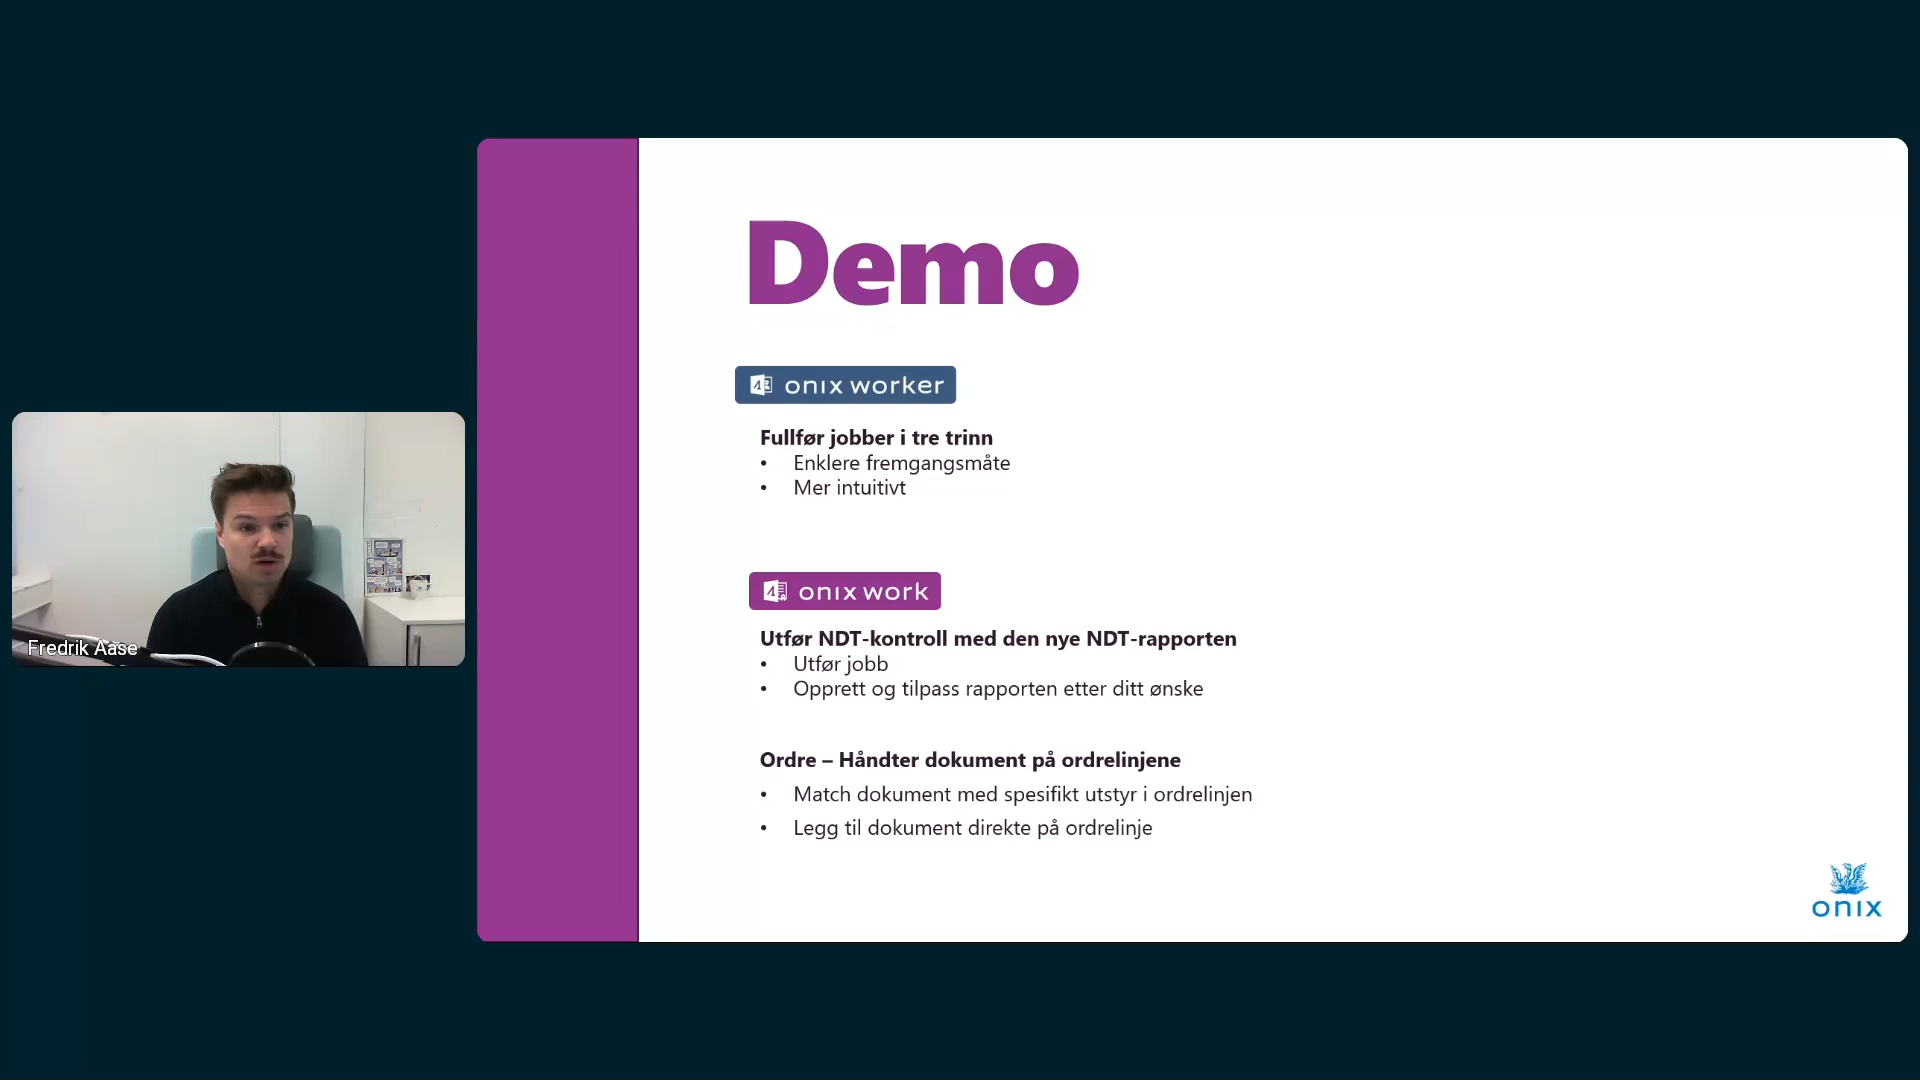 Demo
onix worker
Fullfør jobber i tre trinn
• Enklere fremgangsmåte
• Mer intuitivt
onix work
Utfør NDT-kontroll med den nye NDT-rapporten
• Utfør jobb
• Opprett og tilpass rapporten etter ditt ønske
Ordre – Håndter dokument på ordrelinjene
• Match dokument med spesifikt utstyr i ordrelinjen
• Legg til dokument direkte på ordrelinje
onix
Fredrik Aase